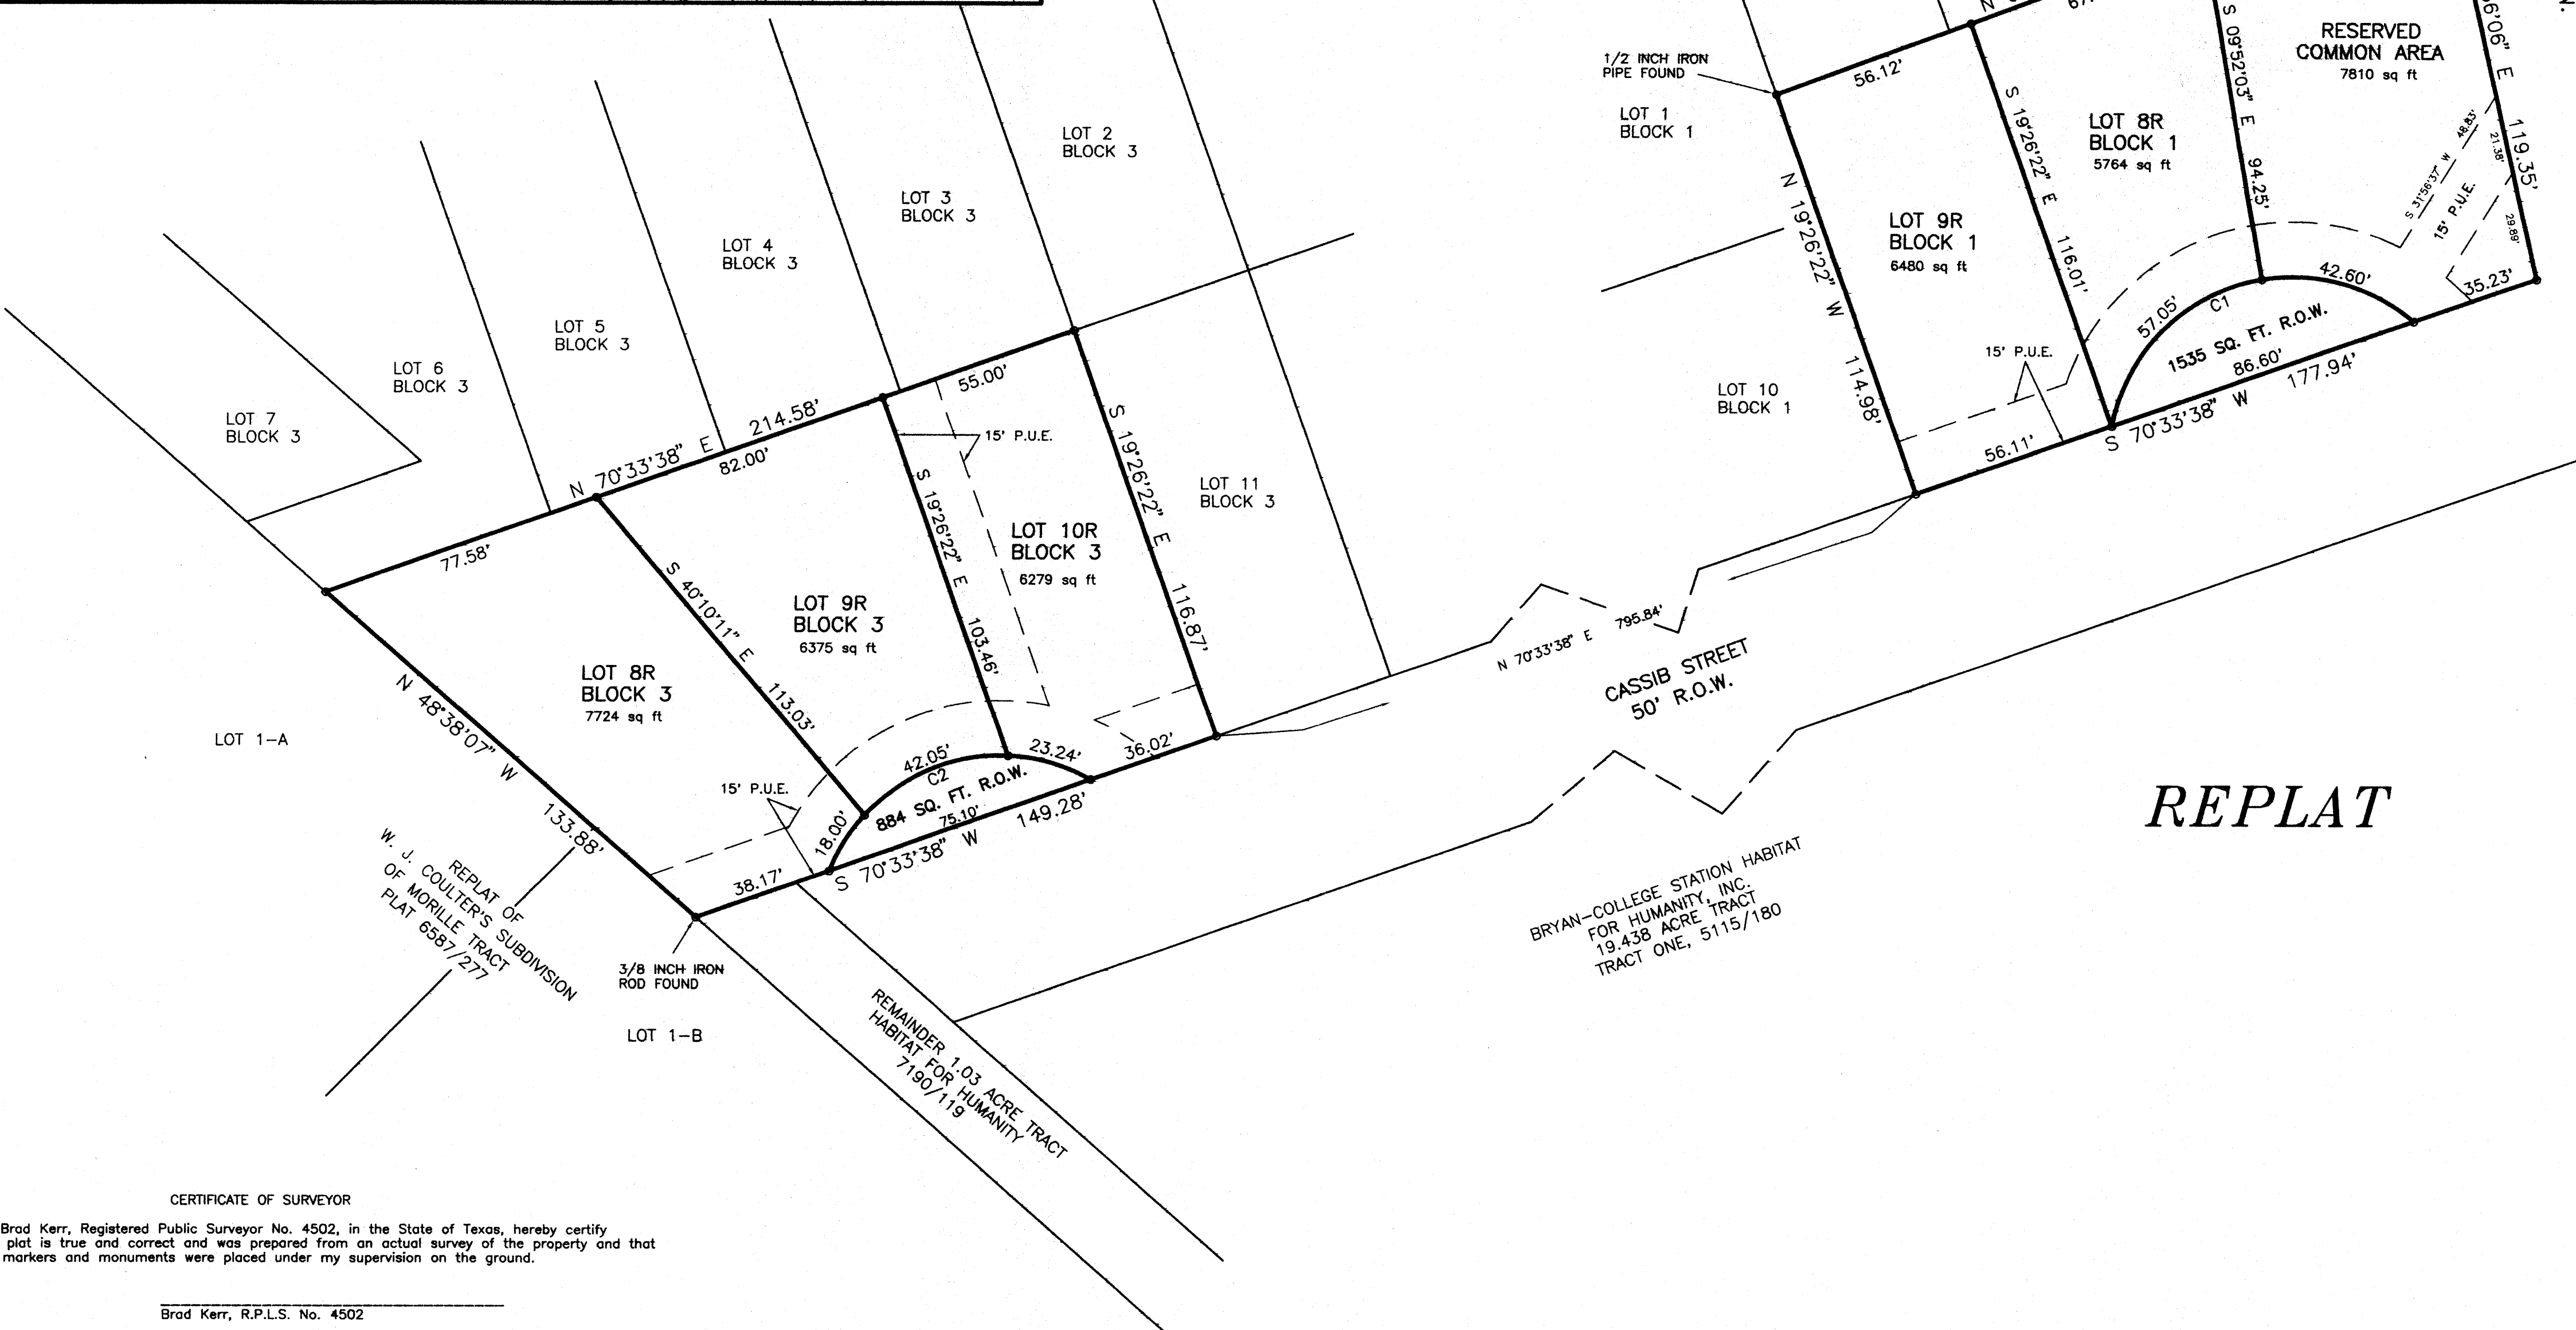 1/2 INCH IRON
PIPE FOUND
LOT 1
BLOCK 1
56.12'
S 09°52'03" E 94.25'
RESERVED
COMMON AREA
7810 sq ft
119.35'
LOT 8R
BLOCK 1
5764 sq ft
S 19°26'22" E 116.01'
N 19°26'22" W 114.98'
LOT 9R
BLOCK 1
6480 sq ft
S 31°56'37" W 48.83'
21.38'
15' P.U.E.
29.89'
35.23'
42.60'
57.05'
C1
1535 SQ. FT. R.O.W.
86.60'
S 70°33'38" W 177.94'
15' P.U.E.
56.11'
LOT 10
BLOCK 1
LOT 2
BLOCK 3
LOT 3
BLOCK 3
LOT 4
BLOCK 3
LOT 5
BLOCK 3
LOT 6
BLOCK 3
LOT 7
BLOCK 3
N 70°33'38" E 214.58'
55.00'
82.00'
77.58'
15' P.U.E.
S 19°26'22" E 116.87'
LOT 11
BLOCK 3
S 19°26'22" E 103.46'
LOT 10R
BLOCK 3
6279 sq ft
S 40°10'11" E 113.03'
LOT 9R
BLOCK 3
6375 sq ft
LOT 8R
BLOCK 3
7724 sq ft
N 48°38'07" W 133.88'
LOT 1-A
15' P.U.E.
18.00'
42.05'
C2
23.24'
36.02'
884 SQ. FT. R.O.W.
75.10'
S 70°33'38" W 149.28'
38.17'
N 70°33'38" E 795.84'
CASSIB STREET
50' R.O.W.
REPLAT
BRYAN-COLLEGE STATION HABITAT
FOR HUMANITY, INC.
19.438 ACRE TRACT
TRACT ONE, 5115/180
REPLAT OF
W. J. COULTER'S SUBDIVISION
OF MORILLE TRACT
PLAT 6587/277
3/8 INCH IRON
ROD FOUND
LOT 1-B
REMAINDER 1.03 ACRE TRACT
HABITAT FOR HUMANITY
7190/119
CERTIFICATE OF SURVEYOR
Brad Kerr, Registered Public Surveyor No. 4502, in the State of Texas, hereby certify
plat is true and correct and was prepared from an actual survey of the property and that
markers and monuments were placed under my supervision on the ground.
Brad Kerr, R.P.L.S. No. 4502